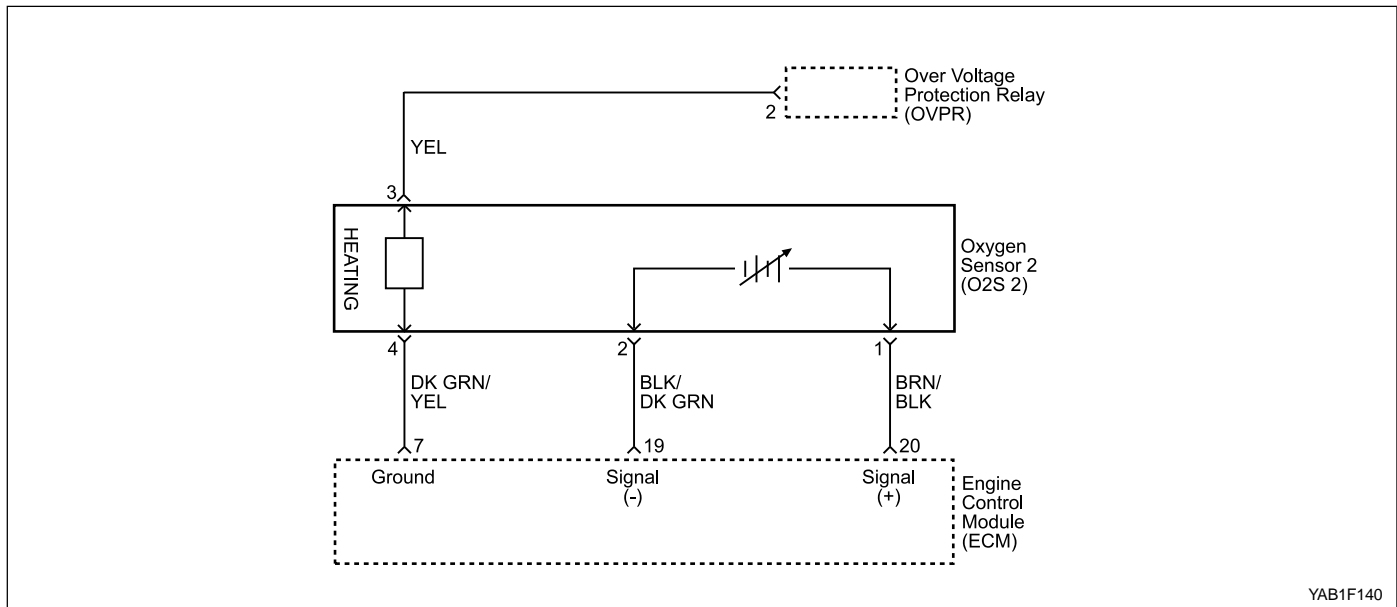 Over Voltage
Protection Relay
(OVPR)
2
YEL
3
HEATING
Oxygen
Sensor 2
(O2S 2)
4
2
1
DK GRN/
YEL
BLK/
DK GRN
BRN/
BLK
7
19
20
Ground
Signal
(-)
Signal
(+)
Engine
Control
Module
(ECM)
YAB1F140